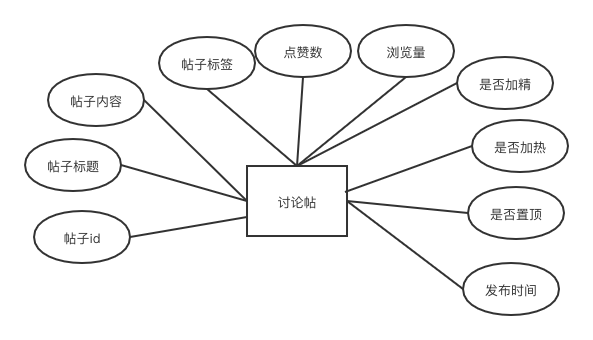 点赞数
浏览量
帖子标签
是否加精
帖子内容
是否加热
帖子标题
讨论帖
是否置顶
帖子id
发布时间